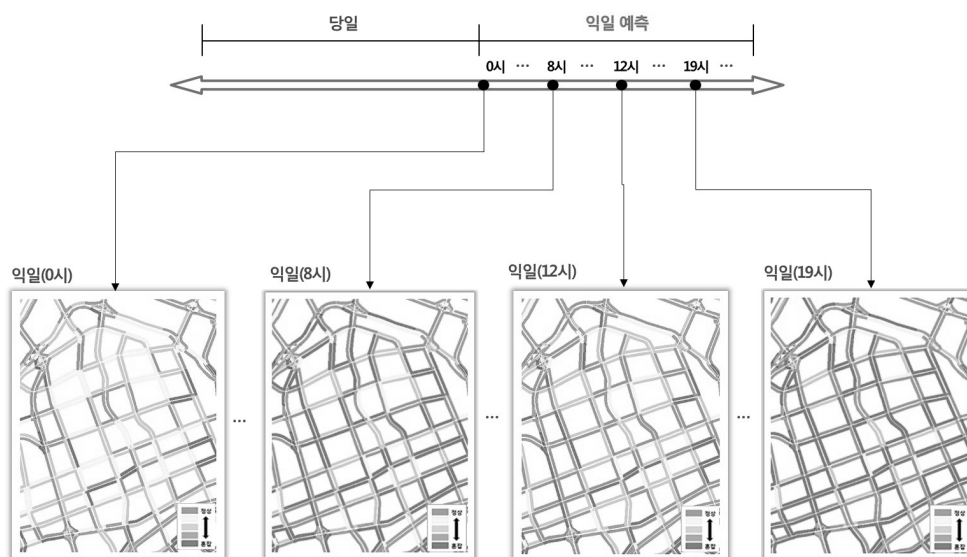 당일
익일 예측
0시 ··· 8시 ··· 12시 ··· 19시 ···
익일(0시)
익일(8시)
익일(12시)
익일(19시)
··· ··· ···
정상
혼잡
정상
혼잡
정상
혼잡
정상
혼잡